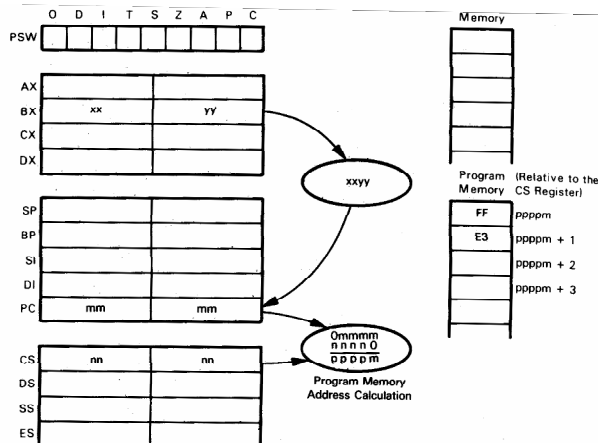 O D I T S Z A P C
PSW
AX
BX xx yy
CX
DX
xxyy
SP
BP
SI
DI
PC mm mm
CS nn nn
DS
SS
ES
0mmmm
nnnn0
ppppm
Program Memory
Address Calculation
Memory
Program
Memory
(Relative to the
CS Register)
FF ppppm
E3 ppppm + 1
ppppm + 2
ppppm + 3